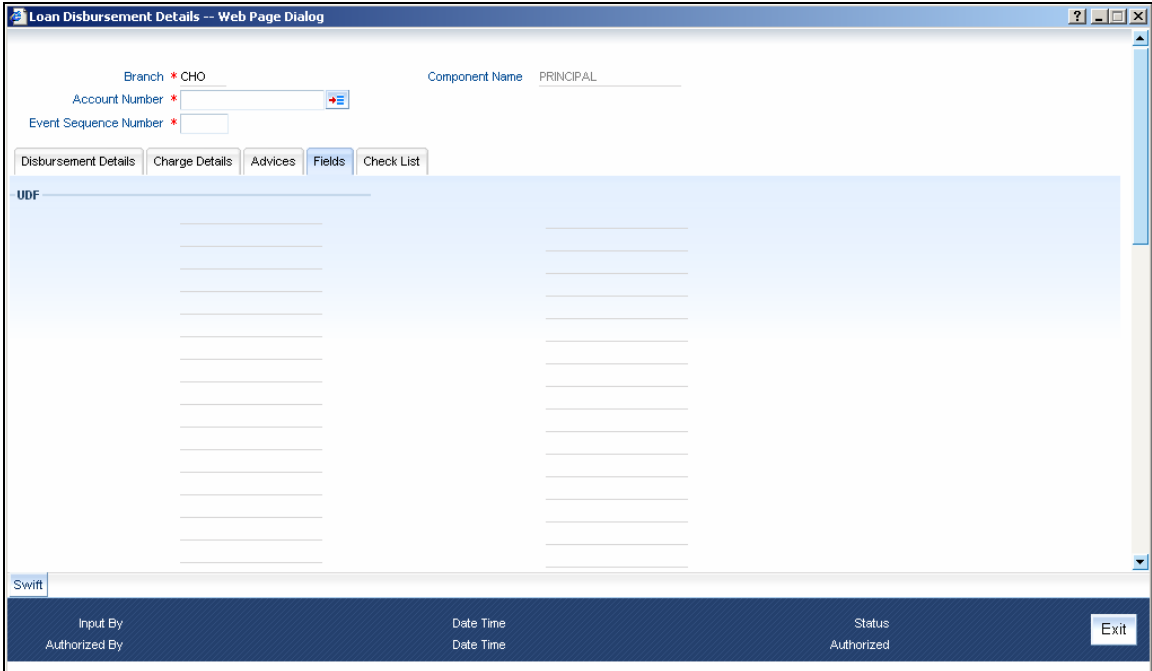 Loan Disbursement Details -- Web Page Dialog ?
Branch * CHO Component Name PRINCIPAL
Account Number *
Event Sequence Number *
Disbursement Details Charge Details Advices Fields Check List
UDF
Swift
Input By Date Time Status
Authorized By Date Time Authorized
Exit